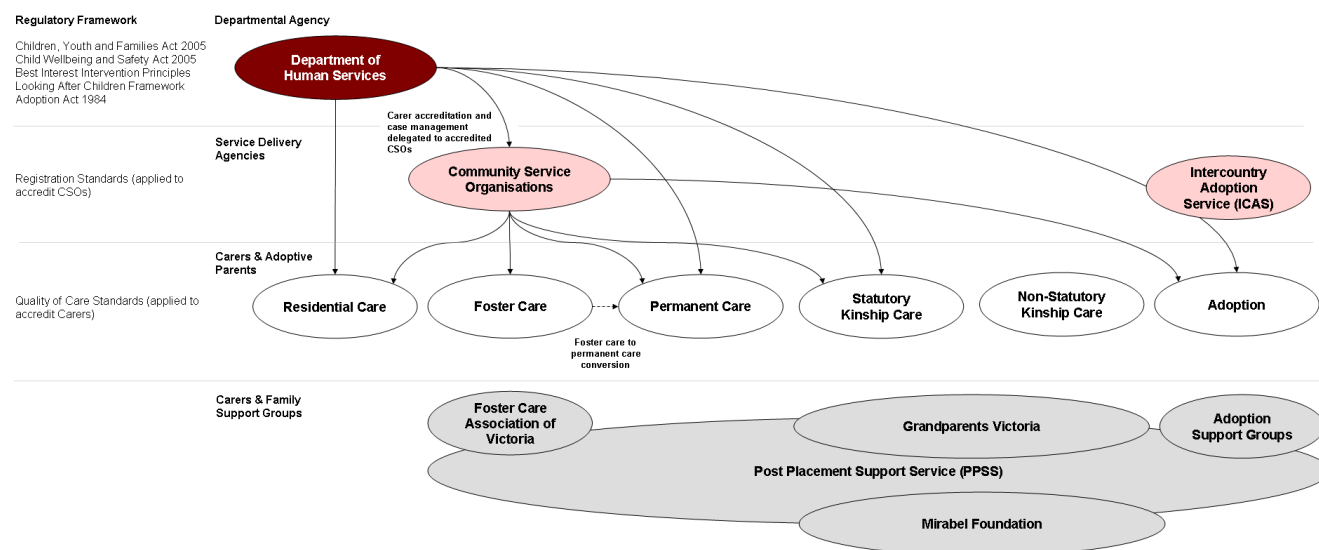 Regulatory Framework
Departmental Agency
Children, Youth and Families Act 2005
Child Wellbeing and Safety Act 2005
Best Interest Intervention Principles
Looking After Children Framework
Adoption Act 1984
Department of
Human Services
Carer accreditation and
case management
delegated to accredited
CSOs
Service Delivery
Agencies
Registration Standards (applied to
accredit CSOs)
Community Service
Organisations
Intercountry
Adoption
Service (ICAS)
Carers & Adoptive
Parents
Quality of Care Standards (applied to
accredit Carers)
Residential Care
Foster Care
Permanent Care
Statutory
Kinship Care
Non-Statutory
Kinship Care
Adoption
Foster care to
permanent care
conversion
Carers & Family
Support Groups
Foster Care
Association of
Victoria
Grandparents Victoria
Adoption
Support Groups
Post Placement Support Service (PPSS)
Mirabel Foundation